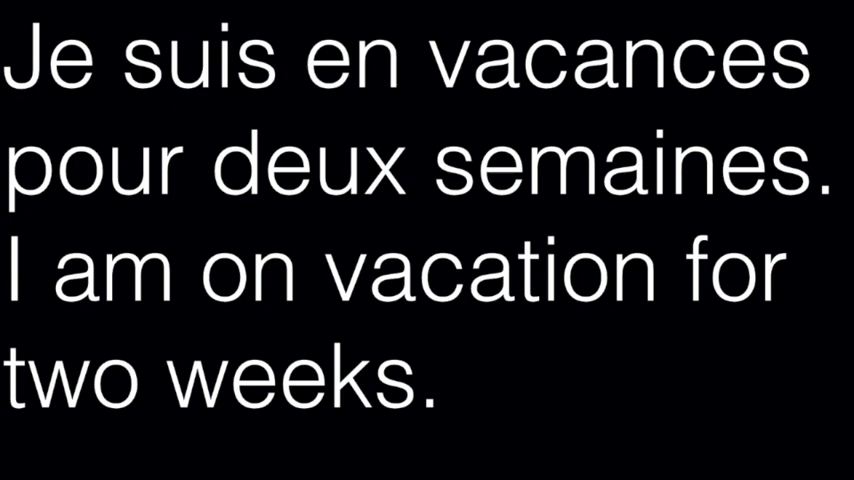 Je suis en vacances
pour deux semaines.
I am on vacation for
two weeks.